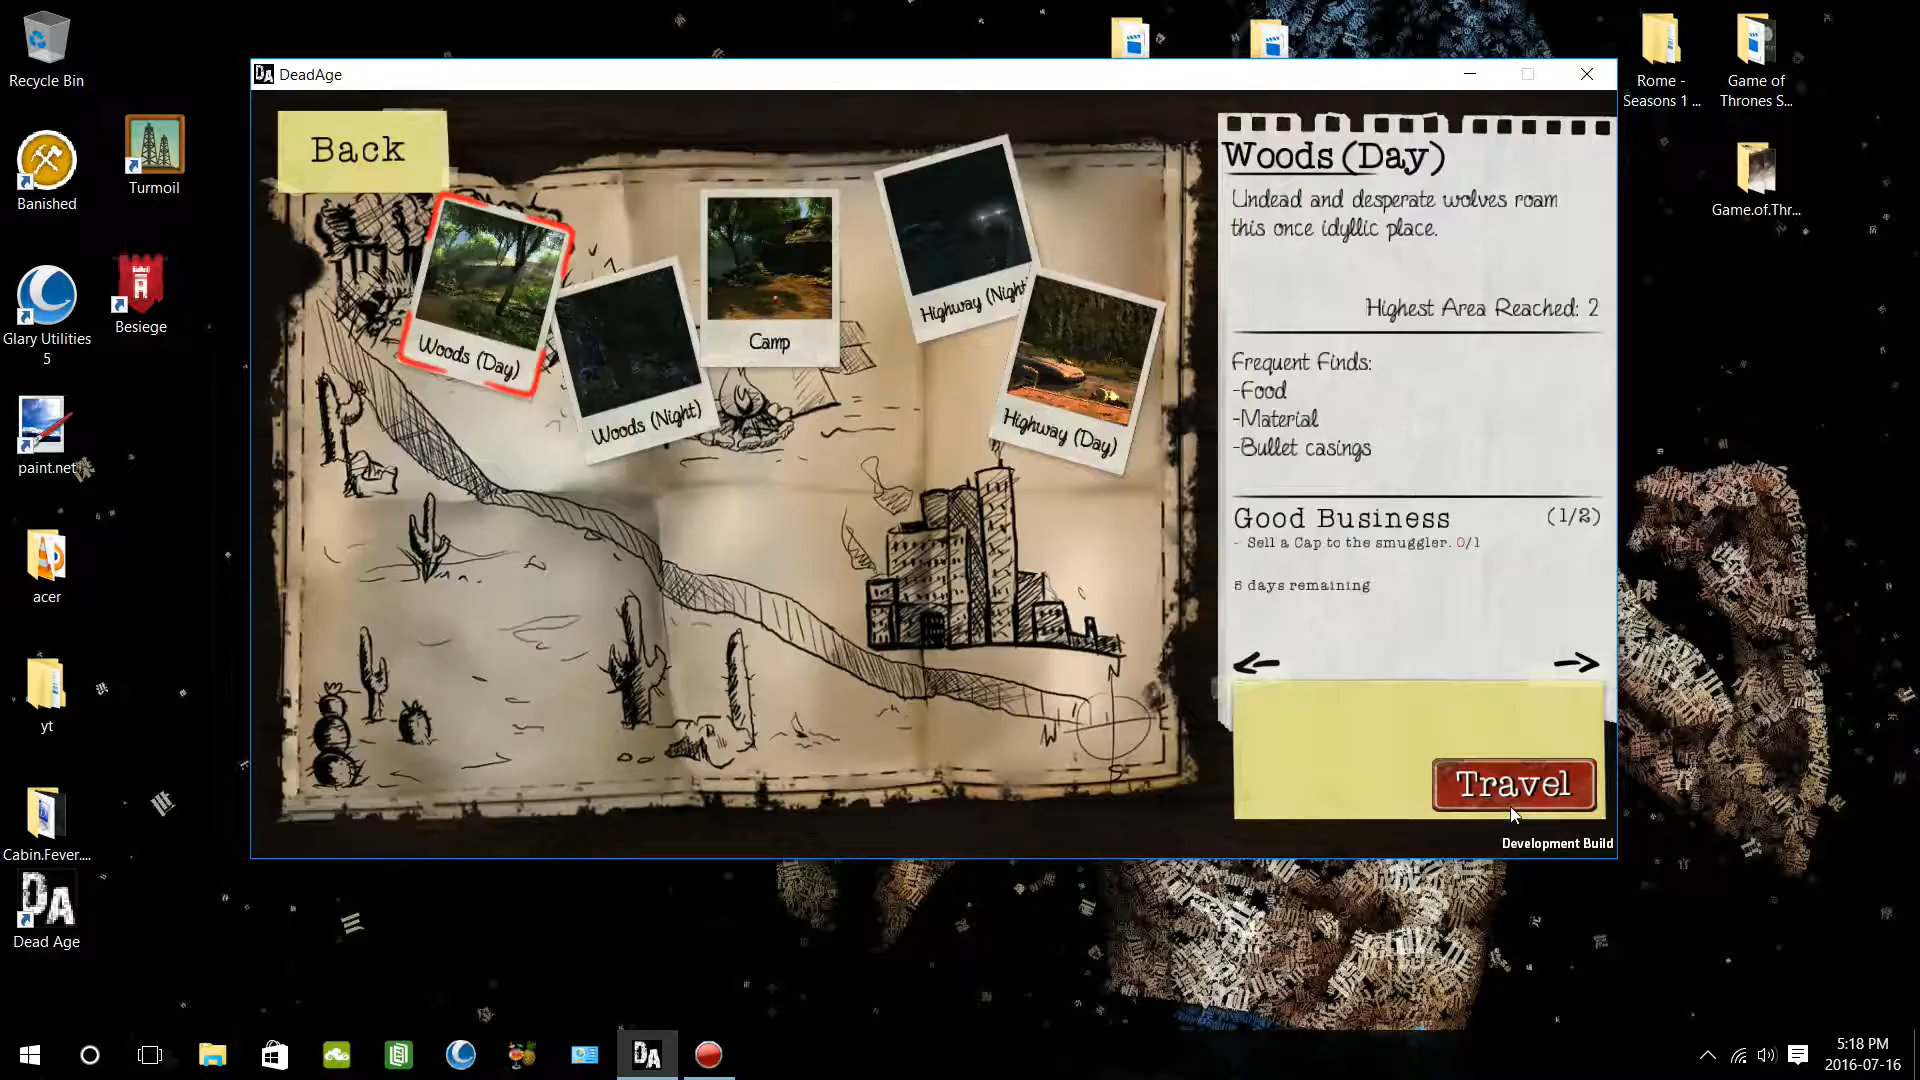 Recycle Bin
Banished
Turmoil
Besiege
Glary Utilities
5
paint.net
acer
yt
Cabin.Fever....
DA
Dead Age
Rome -
Seasons 1 ...
Game of
Thrones S...
Game.of.Thr...
DA DeadAge
Back
Woods (Day)
Woods (Night)
Camp
Highway (Night
Highway (Day)
N
W
E
S
Woods (Day)
Undead and desperate wolves roam
this once idyllic place.
Highest Area Reached: 2
Frequent Finds:
-Food
-Material
-Bullet casings
Good Business (1/2)
- Sell a Cap to the smuggler. 0/1
5 days remaining
Travel
Development Build
DA
5:18 PM
2016-07-16